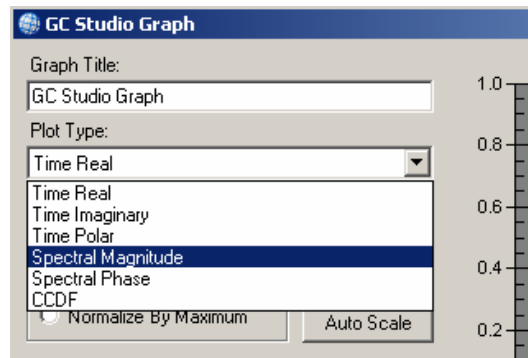 GC Studio Graph
Graph Title:
GC Studio Graph
Plot Type:
Time Real
Time Real
Time Imaginary
Time Polar
Spectral Magnitude
Spectral Phase
CCDF
Normalize By Maximum
Auto Scale
1.0
0.8
0.6
0.4
0.2